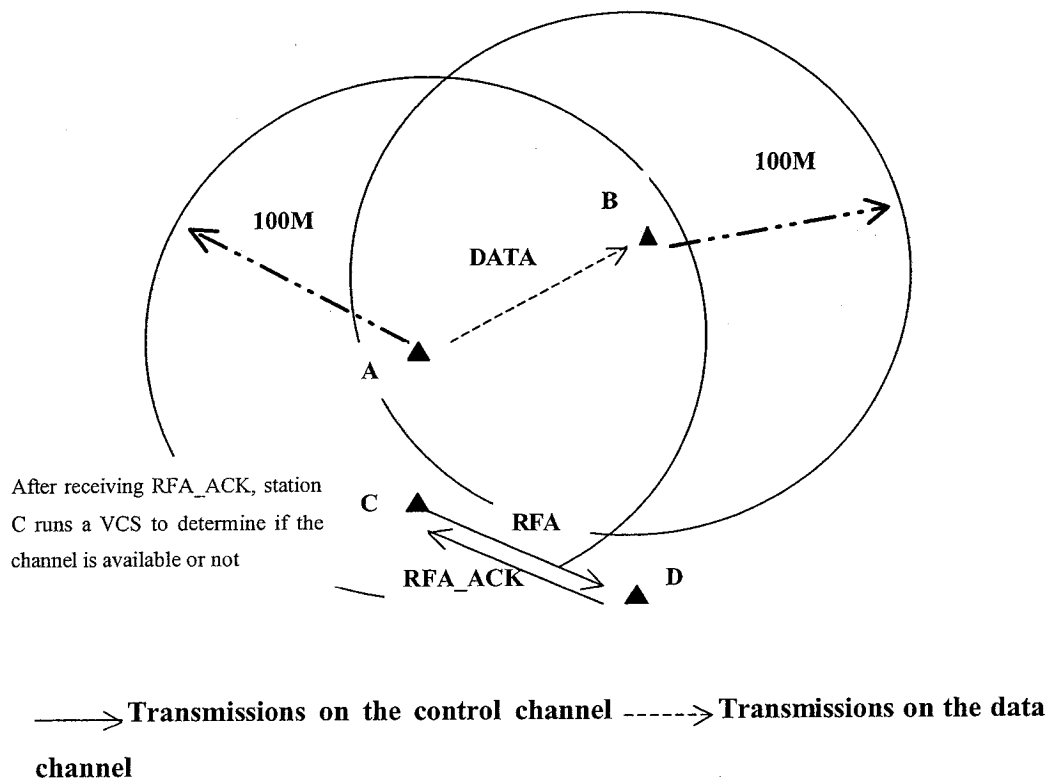 100M
100M
B
DATA
A
After receiving RFA_ACK, station
C runs a VCS to determine if the
channel is available or not
C
RFA
RFA_ACK
D
Transmissions on the control channel Transmissions on the data
channel